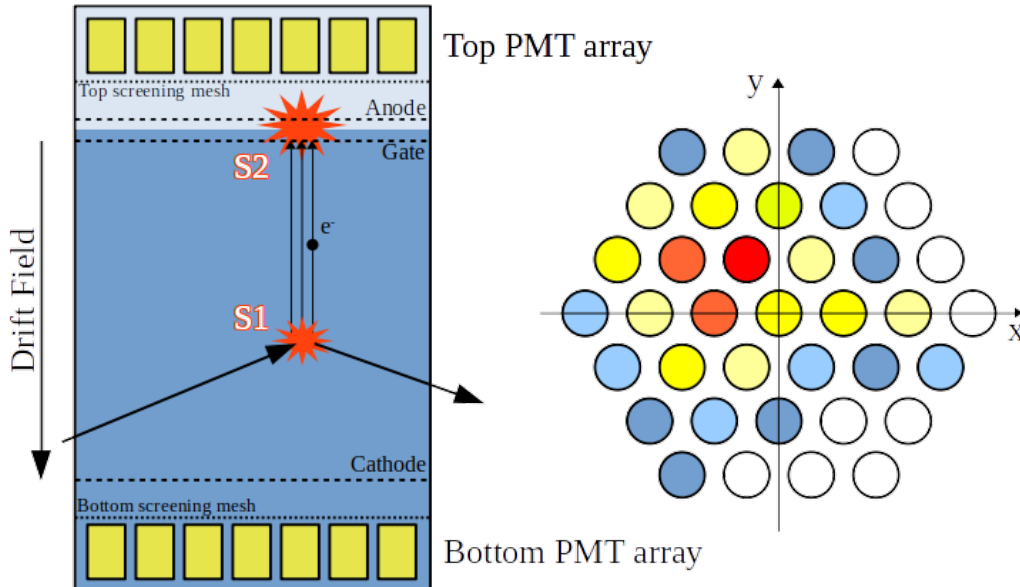 Top PMT array
Top screening mesh
Anode
Gate
S2
e-
Drift Field
S1
Cathode
Bottom screening mesh
Bottom PMT array
y
x